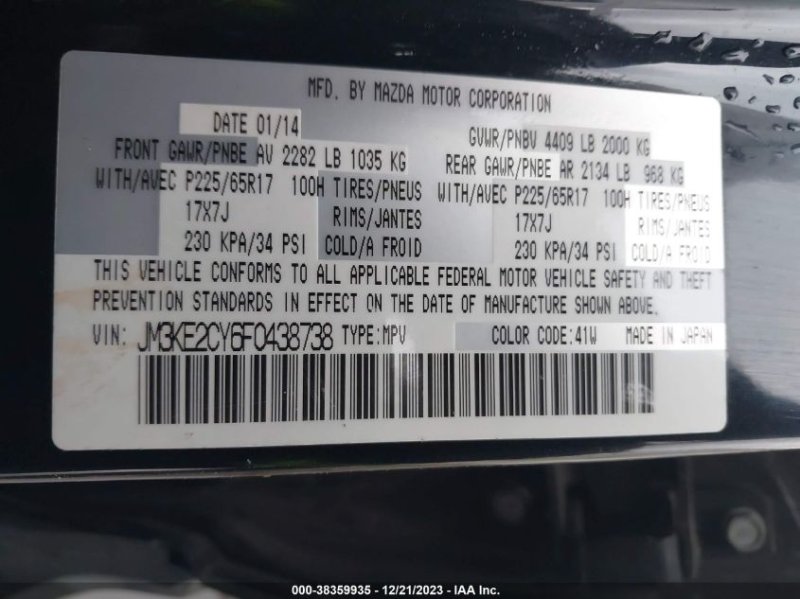 MFD. BY MAZDA MOTOR CORPORATION
DATE 01/14 GVWR/PNBV 4409 LB 2000 KG
FRONT GAWR/PNBE AV 2282 LB 1035 KG REAR GAWR/PNBE AR 2134 LB 968 KG
WITH/AVEC P225/65R17 100H TIRES/PNEUS WITH/AVEC P225/65R17 100H TIRES/PNEUS
17X7J RIMS/JANTES 17X7J RIMS/JANTES
230 KPA/34 PSI COLD/A FROID 230 KPA/34 PSI COLD/A FROID
THIS VEHICLE CONFORMS TO ALL APPLICABLE FEDERAL MOTOR VEHICLE SAFETY AND THEFT
PREVENTION STANDARDS IN EFFECT ON THE DATE OF MANUFACTURE SHOWN ABOVE.
VIN: JM3KE2CY6F0438738 TYPE:MPV COLOR CODE:41W MADE IN JAPAN
000-38359935 - 12/21/2023 - IAA Inc.